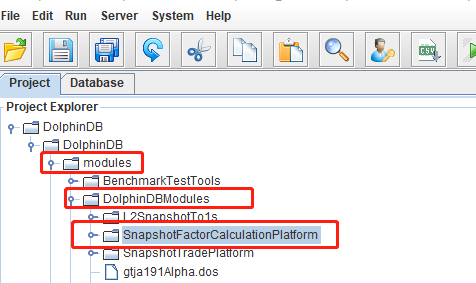 File Edit Run Server System Help
CSV
Project Database
Project Explorer
DolphinDB
DolphinDB
modules
BenchmarkTestTools
DolphinDBModules
L2SnapshotTo1s
SnapshotFactorCalculationPlatform
SnapshotTradePlatform
gtja191Alpha.dos